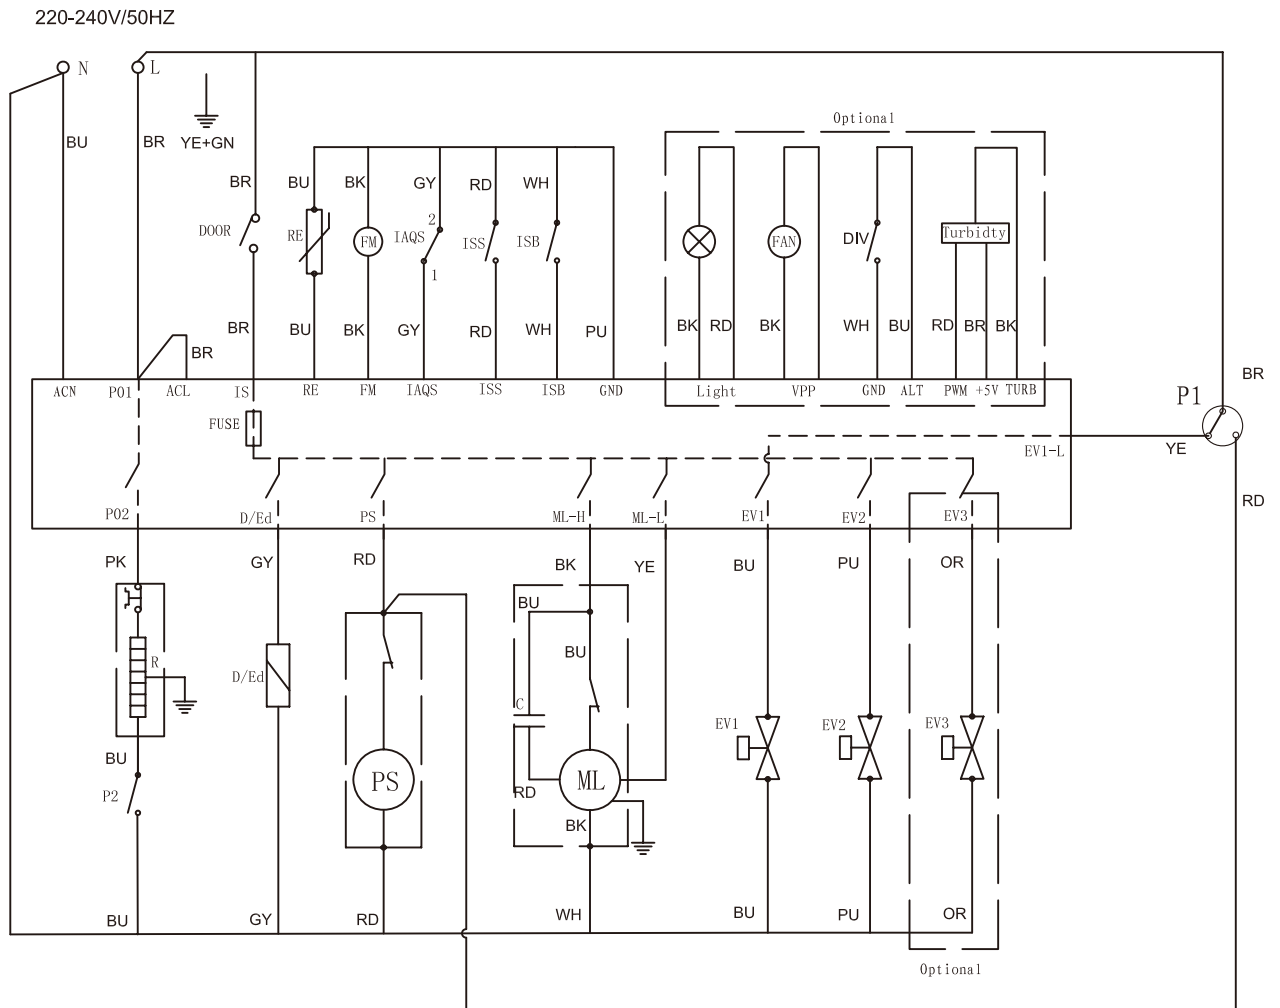 220-240V/50HZ
N L
Optional
BU BR YE+GN
BR BU BK GY RD WH
DOOR RE FM IAQS 2 1 ISS ISB FAN DIV Turbidty
BR BU BK GY RD WH PU BK RD BK WH BU RD BR BK
BR
ACN P01 ACL IS RE FM IAQS ISS ISB GND Light VPP GND ALT PWM +5V TURB
BR
P1
FUSE
EV1-L YE
RD
P02 D/Ed PS ML-H ML-L EV1 EV2 EV3
PK GY RD BK YE BU PU OR
BU
BU
R D/Ed
C
EV1 EV2 EV3
BU
PS ML
P2 RD
BK
BU GY RD WH BU PU OR
Optional